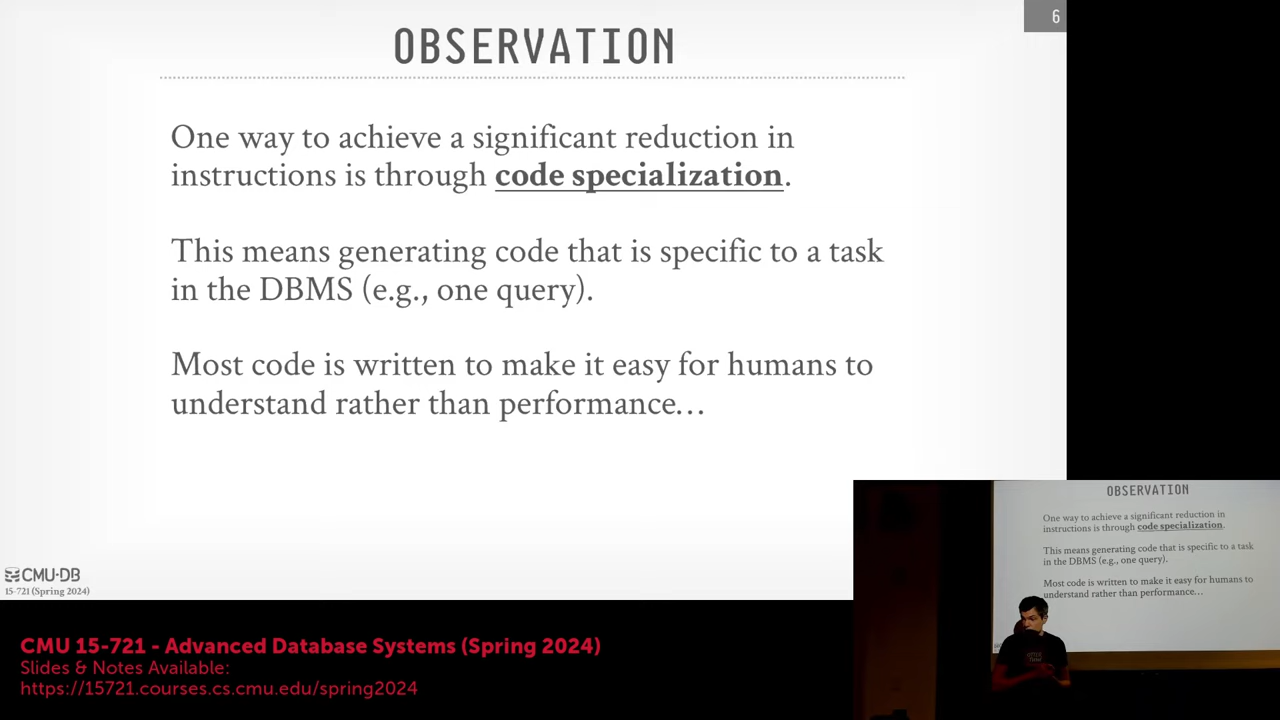 6
OBSERVATION
One way to achieve a significant reduction in
instructions is through code specialization.
This means generating code that is specific to a task
in the DBMS (e.g., one query).
Most code is written to make it easy for humans to
understand rather than performance…
CMU·DB
15-721 (Spring 2024)
OBSERVATION
One way to achieve a significant reduction in
instructions is through code specialization.
This means generating code that is specific to a task
in the DBMS (e.g., one query).
Most code is written to make it easy for humans to
understand rather than performance…
CMU 15-721 - Advanced Database Systems (Spring 2024)
Slides & Notes Available:
https://15721.courses.cs.cmu.edu/spring2024